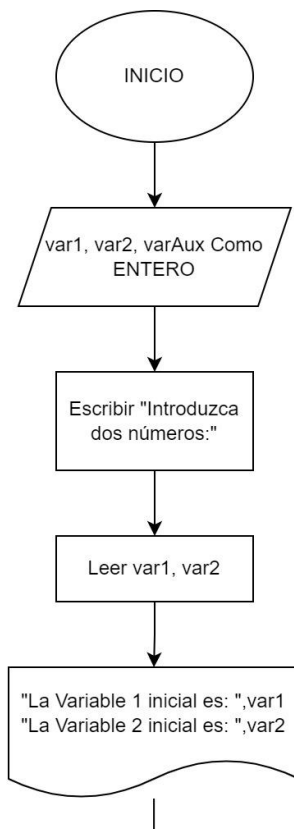 INICIO
var1, var2, varAux Como
ENTERO
Escribir "Introduzca
dos números:"
Leer var1, var2
"La Variable 1 inicial es: ",var1
"La Variable 2 inicial es: ",var2